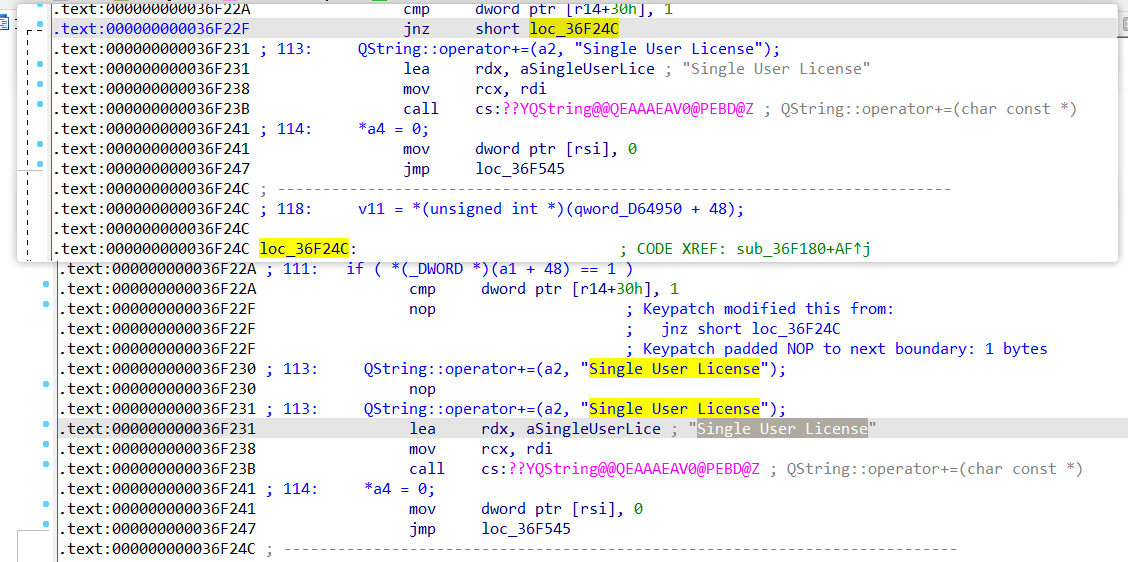 .text:000000000036F22A cmp dword ptr [r14+30h], 1
.text:000000000036F22F jnz short loc_36F24C
.text:000000000036F231 ; 113: QString::operator+=(a2, "Single User License");
.text:000000000036F231 lea rdx, aSingleUserLice ; "Single User License"
.text:000000000036F238 mov rcx, rdi
.text:000000000036F23B call cs:??YQString@@QEAAAEAV0@PEBD@Z ; QString::operator+=(char const *)
.text:000000000036F241 ; 114: *a4 = 0;
.text:000000000036F241 mov dword ptr [rsi], 0
.text:000000000036F247 jmp loc_36F545
.text:000000000036F24C ; ---------------------------------------------------------------------------
.text:000000000036F24C ; 118: v11 = *(unsigned int *)(qword_D64950 + 48);
.text:000000000036F24C
.text:000000000036F24C loc_36F24C: ; CODE XREF: sub_36F180+AF↑j
.text:000000000036F22A ; 111: if ( *(_DWORD *)(a1 + 48) == 1 )
.text:000000000036F22A cmp dword ptr [r14+30h], 1
.text:000000000036F22F nop ; Keypatch modified this from:
.text:000000000036F22F ; jnz short loc_36F24C
.text:000000000036F22F ; Keypatch padded NOP to next boundary: 1 bytes
.text:000000000036F230 ; 113: QString::operator+=(a2, "Single User License");
.text:000000000036F230 nop
.text:000000000036F231 ; 113: QString::operator+=(a2, "Single User License");
.text:000000000036F231 lea rdx, aSingleUserLice ; "Single User License"
.text:000000000036F238 mov rcx, rdi
.text:000000000036F23B call cs:??YQString@@QEAAAEAV0@PEBD@Z ; QString::operator+=(char const *)
.text:000000000036F241 ; 114: *a4 = 0;
.text:000000000036F241 mov dword ptr [rsi], 0
.text:000000000036F247 jmp loc_36F545
.text:000000000036F24C ; ---------------------------------------------------------------------------